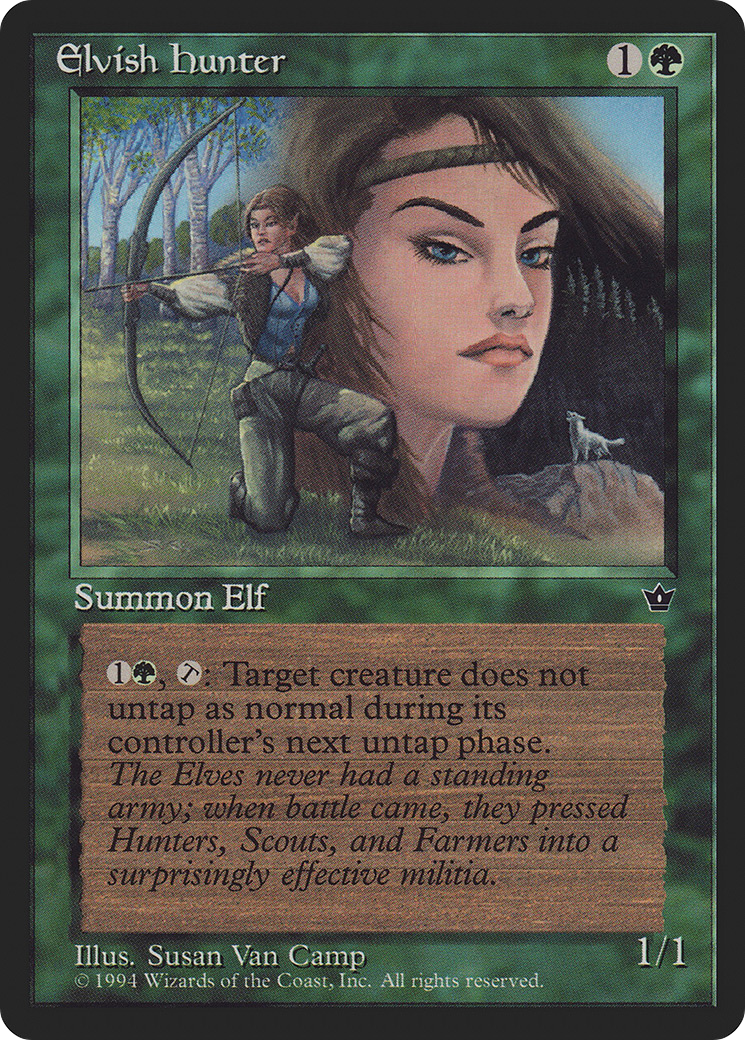 Elvish Hunter 1
Summon Elf
1, : Target creature does not
untap as normal during its
controller's next untap phase.
The Elves never had a standing
army; when battle came, they pressed
Hunters, Scouts, and Farmers into a
surprisingly effective militia.
Illus. Susan Van Camp 1/1
© 1994 Wizards of the Coast, Inc. All rights reserved.